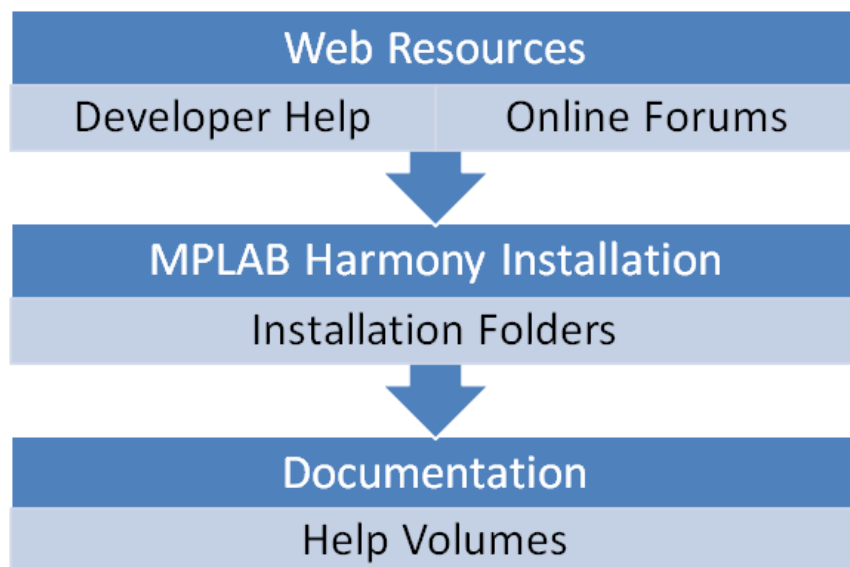 Web Resources
Developer Help Online Forums
MPLAB Harmony Installation
Installation Folders
Documentation
Help Volumes